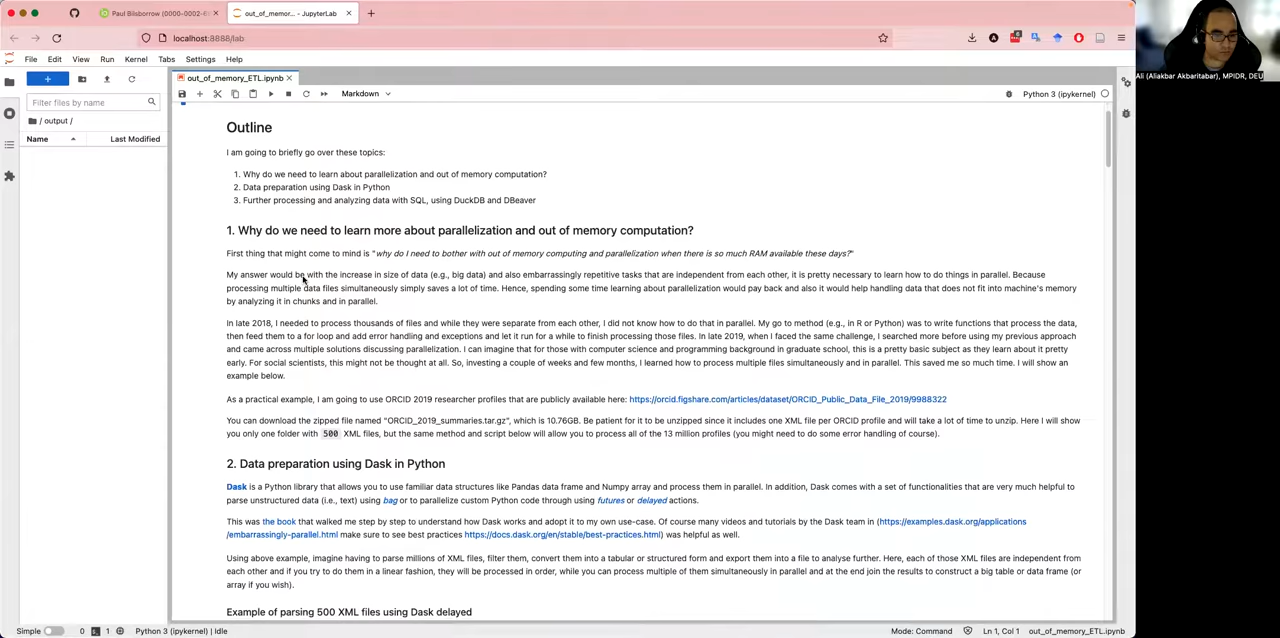 Paul Blisborrow (0000-0002-6
out_of_memor... - JupyterLab
localhost:8888/lab
Ali (Aliakbar Akbaritabar), MPIDR, DEU
File Edit View Run Kernel Tabs Settings Help
out_of_memory_ETL.ipynb
Filter files by name
/ output /
Name Last Modified
Markdown
Python 3 (ipykernel)
Outline
I am going to briefly go over these topics:
1. Why do we need to learn about parallelization and out of memory computation?
2. Data preparation using Dask in Python
3. Further processing and analyzing data with SQL, using DuckDB and DBeaver
1. Why do we need to learn more about parallelization and out of memory computation?
First thing that might come to mind is "why do I need to bother with out of memory computing and parallelization when there is so much RAM available these days?"
My answer would be with the increase in size of data (e.g., big data) and also embarrassingly repetitive tasks that are independent from each other, it is pretty necessary to learn how to do things in parallel. Because
processing multiple data files simultaneously simply saves a lot of time. Hence, spending some time learning about parallelization would pay back and also it would help handling data that does not fit into machine's memory
by analyzing it in chunks and in parallel.
In late 2018, I needed to process thousands of files and while they were separate from each other, I did not know how to do that in parallel. My go to method (e.g., in R or Python) was to write functions that process the data,
then feed them to a for loop and add error handling and exceptions and let it run for a while to finish processing those files. In late 2019, when I faced the same challenge, I searched more before using my previous approach
and came across multiple solutions discussing parallelization. I can imagine that for those with computer science and programming background in graduate school, this is a pretty basic subject as they learn about it pretty
early. For social scientists, this might not be thought at all. So, investing a couple of weeks and few months, I learned how to process multiple files simultaneously and in parallel. This saved me so much time. I will show an
example below.
As a practical example, I am going to use ORCID 2019 researcher profiles that are publicly available here: https://orcid.figshare.com/articles/dataset/ORCID_Public_Data_File_2019/9988322
You can download the zipped file named "ORCID_2019_summaries.tar.gz", which is 10.76GB. Be patient for it to be unzipped since it includes one XML file per ORCID profile and will take a lot of time to unzip. Here I will show
you only one folder with 500 XML files, but the same method and script below will allow you to process all of the 13 million profiles (you might need to do some error handling of course).
2. Data preparation using Dask in Python
Dask is a Python library that allows you to use familiar data structures like Pandas data frame and Numpy array and process them in parallel. In addition, Dask comes with a set of functionalities that are very much helpful to
parse unstructured data (i.e., text) using bag or to parallelize custom Python code through using futures or delayed actions.
This was the book that walked me step by step to understand how Dask works and adopt it to my own use-case. Of course many videos and tutorials by the Dask team in (https://examples.dask.org/applications
/embarrassingly-parallel.html make sure to see best practices https://docs.dask.org/en/stable/best-practices.html) was helpful as well.
Using above example, imagine having to parse millions of XML files, filter them, convert them into a tabular or structured form and export them into a file to analyse further. Here, each of those XML files are independent from
each other and if you try to do them in a linear fashion, they will be processed in order, while you can process multiple of them simultaneously in parallel and at the end join the results to construct a big table or data frame (or
array if you wish).
Example of parsing 500 XML files using Dask delayed
Simple 0 1 Python 3 (ipykernel) | Idle Mode: Command Ln 1, Col 1 out_of_memory_ETL.ipynb